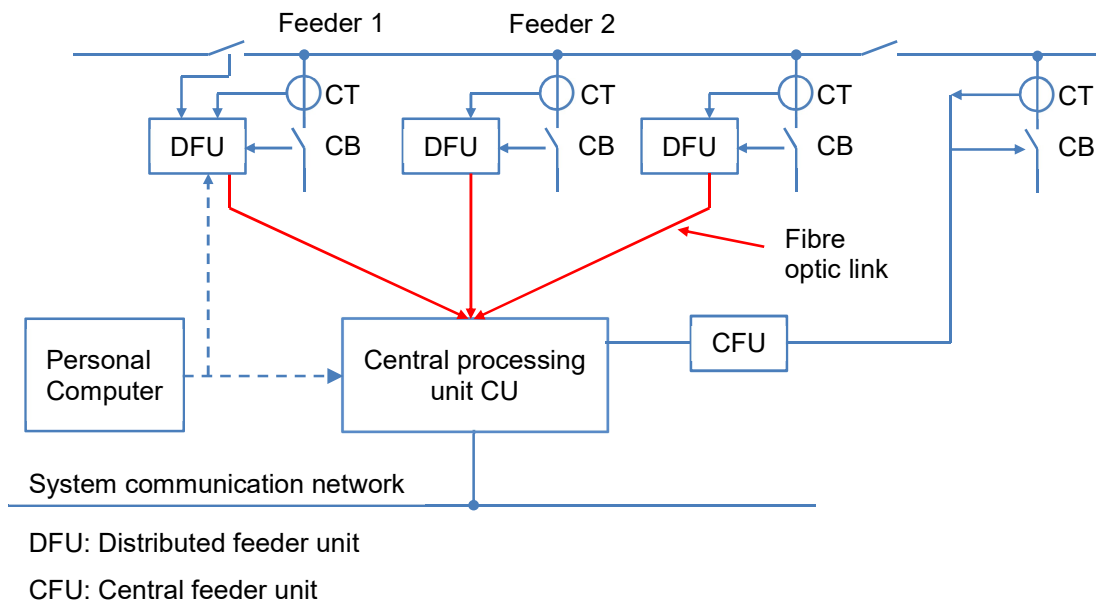 Feeder 1
Feeder 2
CT
CT
CT
CT
DFU
CB
DFU
CB
DFU
CB
CB
Fibre
optic link
Personal
Computer
Central processing
unit CU
CFU
System communication network
DFU: Distributed feeder unit
CFU: Central feeder unit